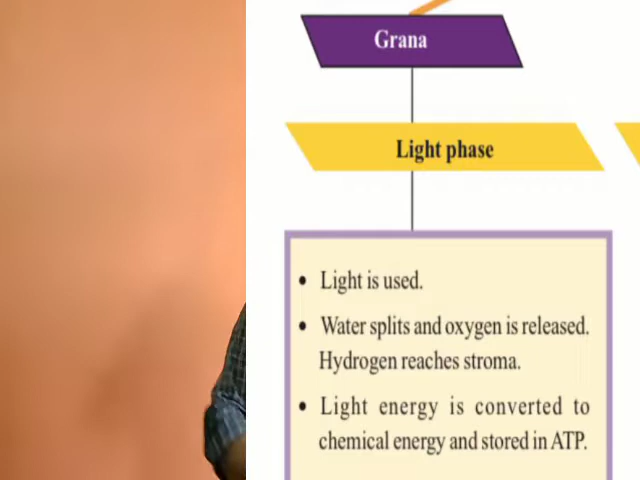 Grana
Light phase
• Light is used.
• Water splits and oxygen is released.
Hydrogen reaches stroma.
• Light energy is converted to
chemical energy and stored in ATP.